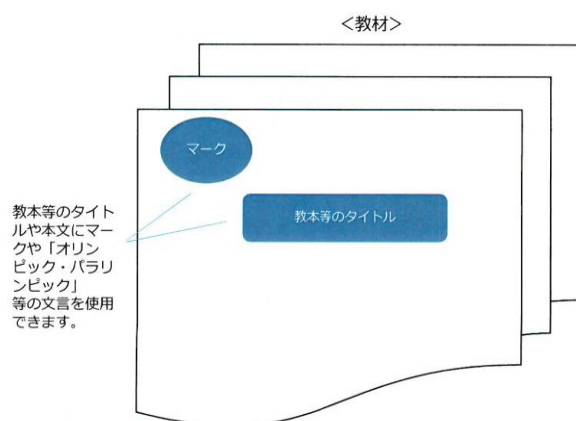 ＜教材＞
マーク
教本等のタイトル
教本等のタイト
ルや本文にマー
クや「オリン
ピック・パラリ
ンピック」
等の文言を使用
できます。